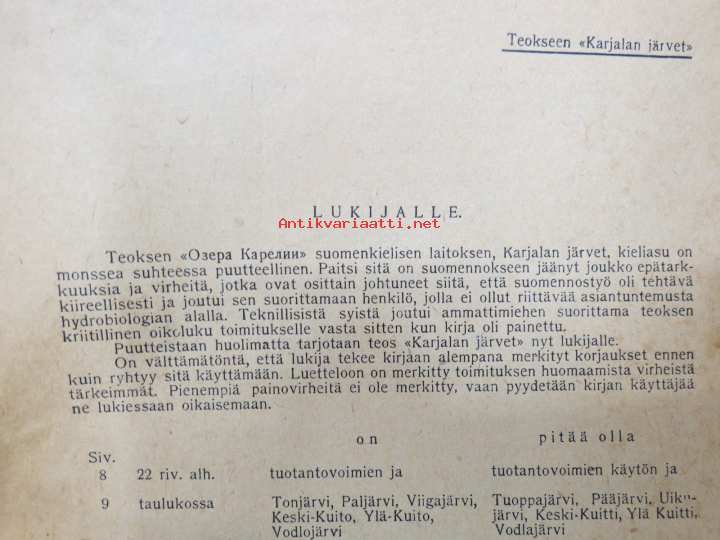 Teokseen «Karjalan järvet»
LUKIJALLE.
Antikvariaatti.net
Teoksen «Озера Карелии» suomenkielisen laitoksen, Karjalan järvet, kieliasu on
monssea suhteessa puutteellinen. Paitsi sitä on suomennokseen jäänyt joukko epätark-
kuuksia ja virheitä, jotka ovat osittain johtuneet siitä, että suomennostyö oli tehtävä
kiireellisesti ja joutui sen suorittamaan henkilö, jolla ei ollut riittävää asiantuntemusta
hydrobiologian alalla. Teknillisistä syistä joutui ammattimiehen suorittama teoksen
kriitillinen oikoluku toimitukselle vasta sitten kun kirja oli painettu.
Puutteistaan huolimatta tarjotaan teos «Karjalan järvet» nyt lukijalle.
On välttämätöntä, että lukija tekee kirjaan alempana merkityt korjaukset ennen
kuin ryhtyy sitä käyttämään. Luetteloon on merkitty toimituksen huomaamista virheistä
tärkeimmät. Pienempiä painovirheitä ei ole merkitty, vaan pyydetään kirjan käyttäjää
ne lukiessaan oikaisemaan.
on pitää olla
Siv.
8 22 riv. alh. tuotantovoimien ja tuotantovoimien käytön ja
9 taulukossa Tonjärvi, Paljärvi, Viigajärvi, Tuoppajärvi, Pääjärvi, Uiku-
Keski-Kuito, Ylä-Kuito, järvi, Keski-Kuitti, Ylä Kuitti,
Vodlojärvi Vodlajärvi